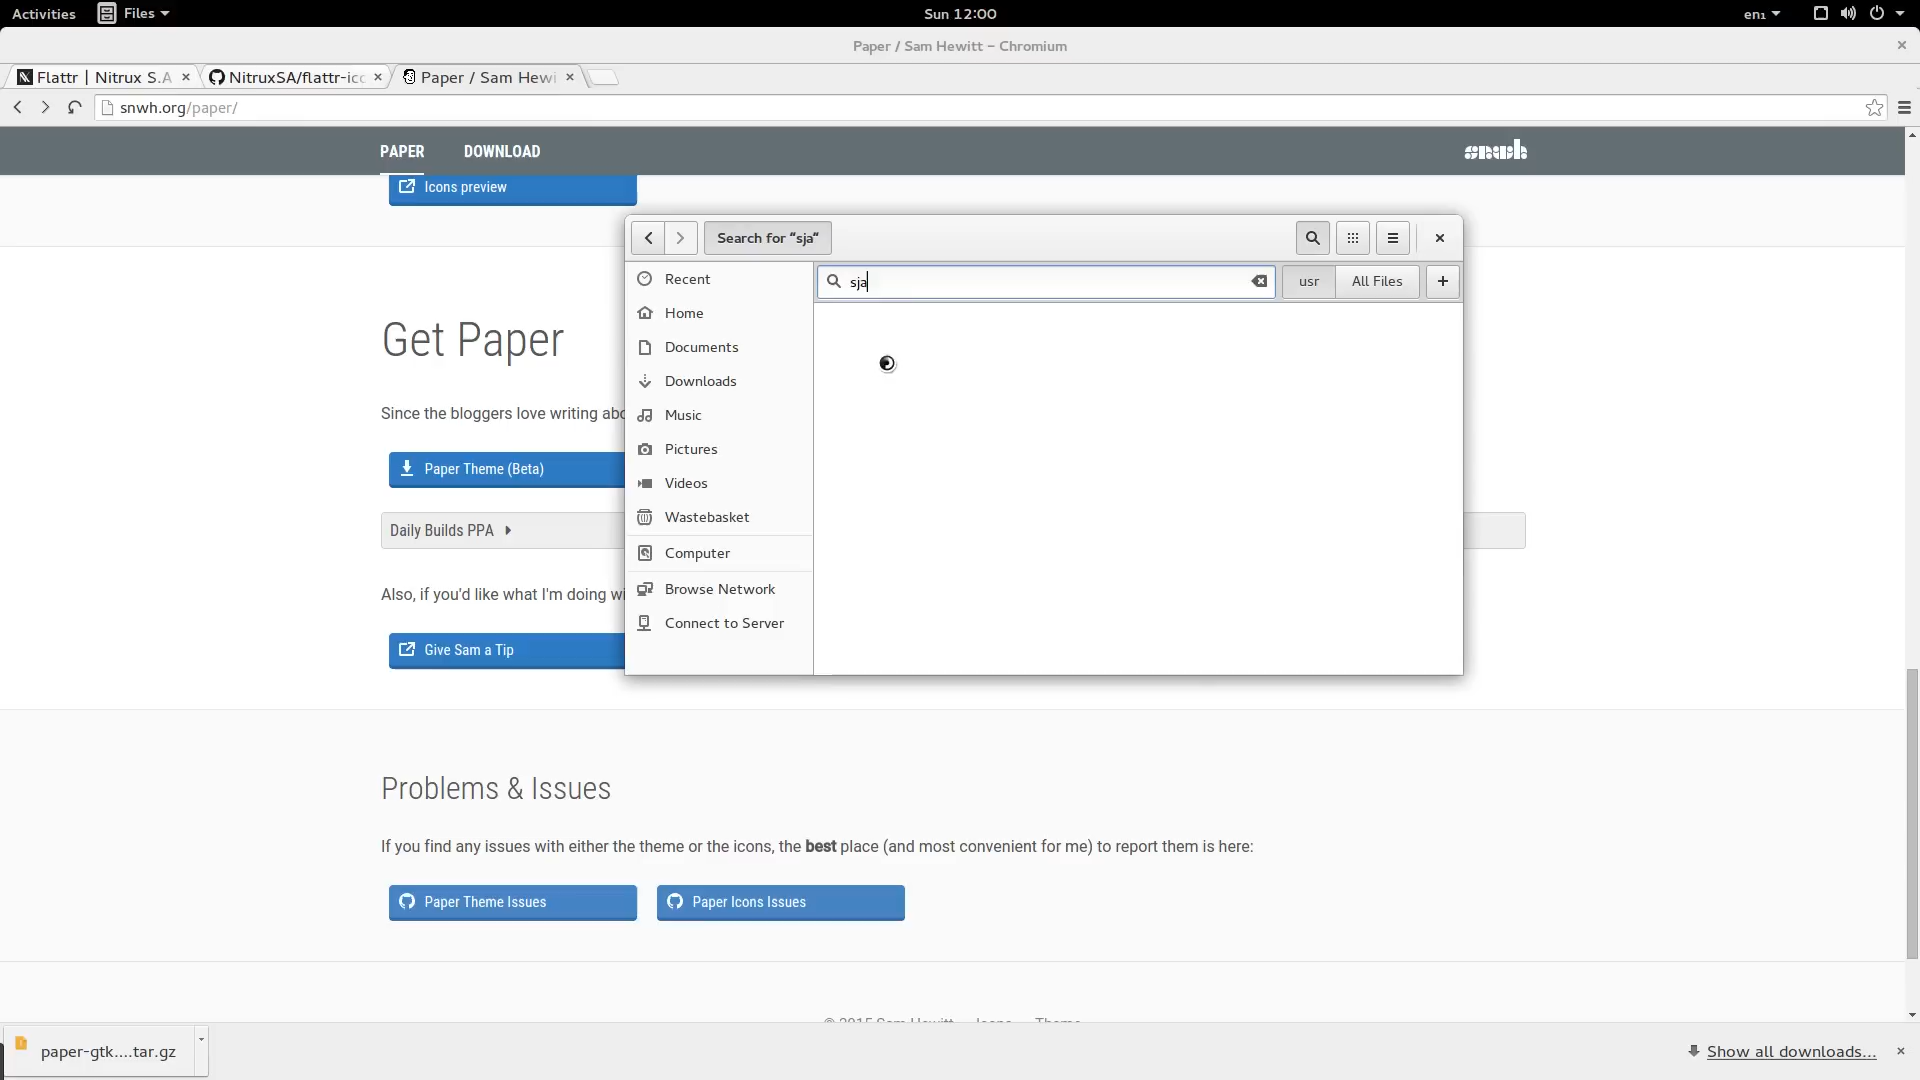 Activities Files Sun 12:00 en₁
Paper / Sam Hewitt – Chromium
Flattr | Nitrux S.A NitruxSA/flattr-ico Paper / Sam Hewi
snwh.org/paper/
PAPER DOWNLOAD snwh
Icons preview
Search for “sja”
Recent
sja
usr All Files
Home
Documents
Downloads
Music
Pictures
Videos
Wastebasket
Computer
Browse Network
Connect to Server
Get Paper
Since the bloggers love writing abo
Paper Theme (Beta)
Daily Builds PPA
Also, if you'd like what I'm doing wi
Give Sam a Tip
Problems & Issues
If you find any issues with either the theme or the icons, the best place (and most convenient for me) to report them is here:
Paper Theme Issues Paper Icons Issues
© 2015 Sam Hewitt Icons Theme
paper-gtk....tar.gz Show all downloads...